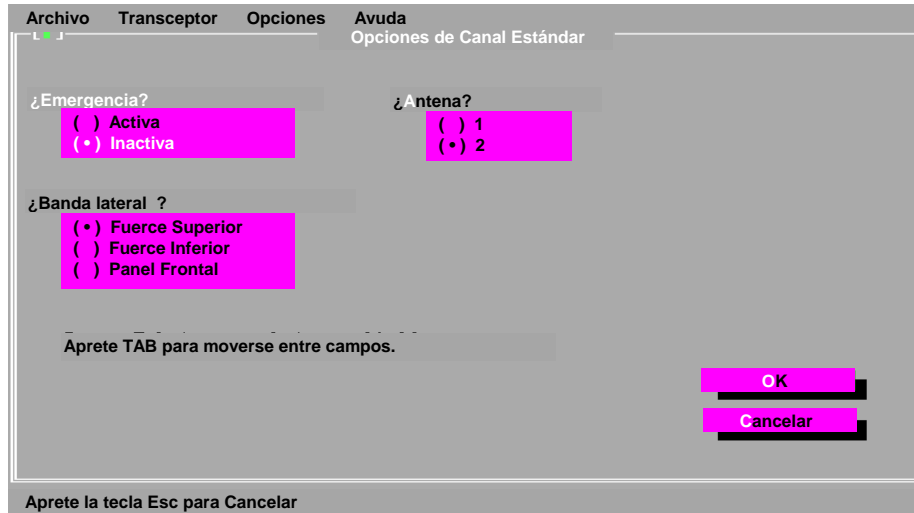 Archivo Transceptor Opciones Avuda
Opciones de Canal Estándar
¿Emergencia? ¿Antena?
( ) Activa ( ) 1
(•) Inactiva (•) 2
¿Banda lateral ?
(•) Fuerce Superior
( ) Fuerce Inferior
( ) Panel Frontal
Aprete TAB para moverse entre campos.
OK
Cancelar
Aprete la tecla Esc para Cancelar